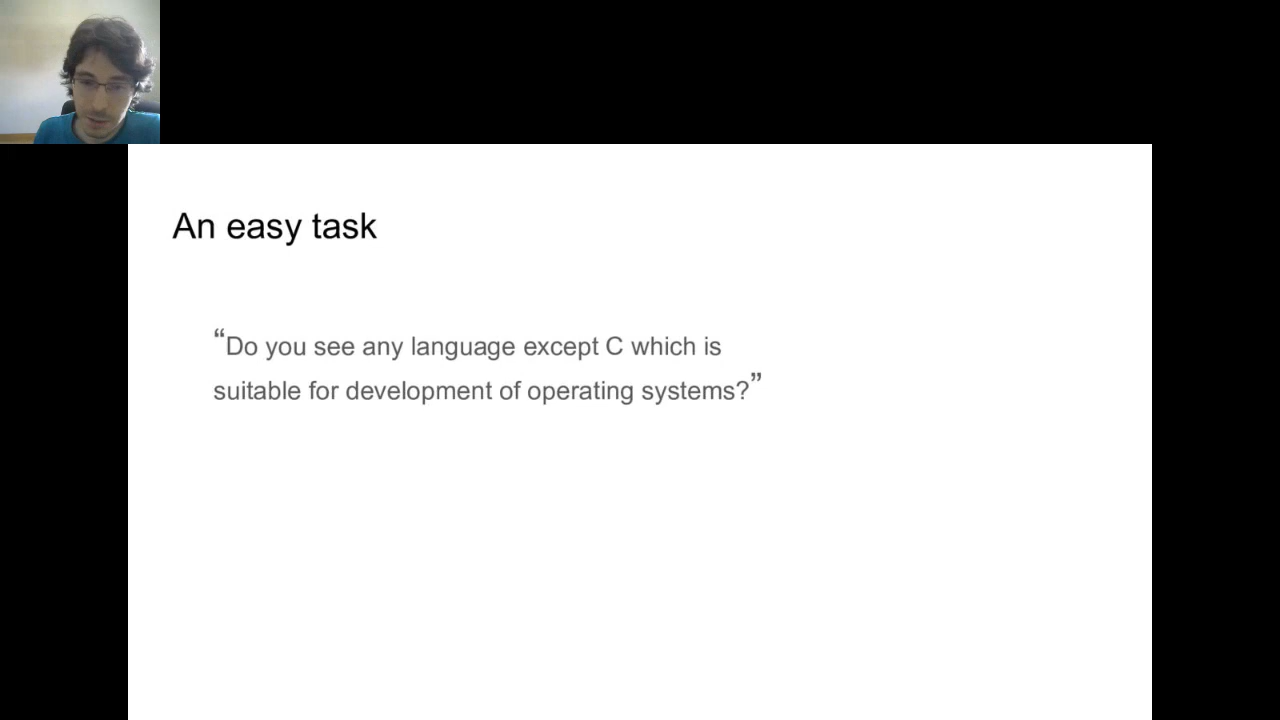 An easy task
“Do you see any language except C which is
suitable for development of operating systems?”